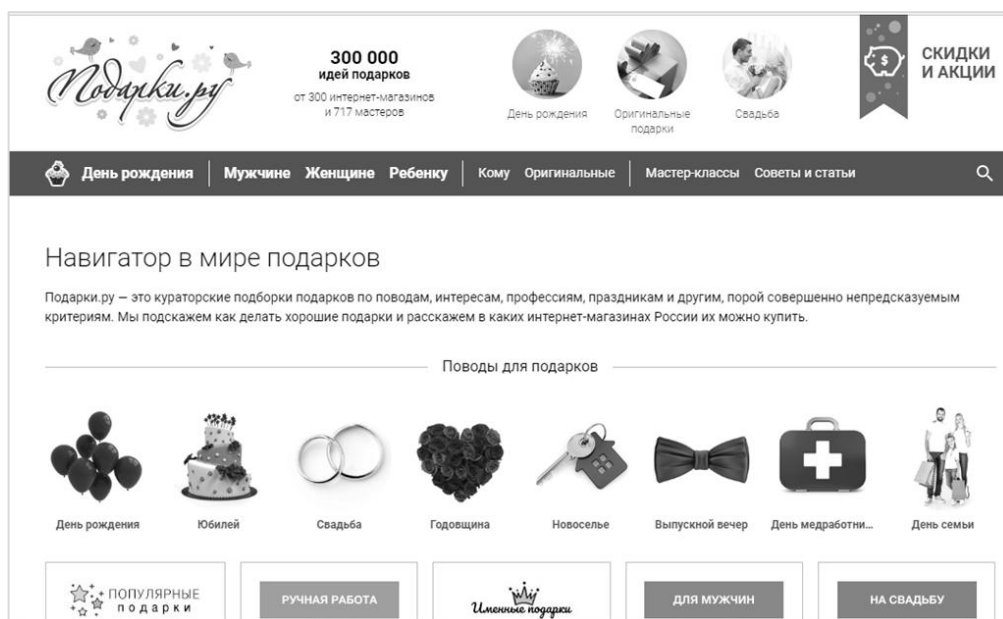 Подарки.ру
300 000
идей подарков
от 300 интернет-магазинов
и 717 мастеров
День рождения
Оригинальные
подарки
Свадьба
$
СКИДКИ
И АКЦИИ
День рождения
Мужчине Женщине Ребенку
Кому Оригинальные
Мастер-классы Советы и статьи
Навигатор в мире подарков
Подарки.ру — это кураторские подборки подарков по поводам, интересам, профессиям, праздникам и другим, порой совершенно непредсказуемым
критериям. Мы подскажем как делать хорошие подарки и расскажем в каких интернет-магазинах России их можно купить.
Поводы для подарков
День рождения
Юбилей
Свадьба
Годовщина
Новоселье
Выпускной вечер
День медработни...
День семьи
ПОПУЛЯРНЫЕ
подарки
РУЧНАЯ РАБОТА
Именные подарки
ДЛЯ МУЖЧИН
НА СВАДЬБУ